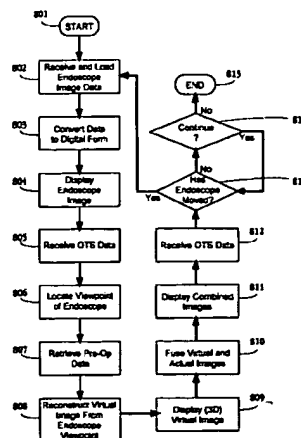 801
START
802
Receive and Load
Endoscope
Image Data
803
Convert Data
to Digital Form
804
Display
Endoscope
Image
805
Receive OTS Data
806
Locate Viewpoint
of Endoscope
807
Retrieve Pre-Op
Data
808
Reconstruct Virtual
Image From
Endoscope
Viewpoint
809
Display (3D)
Virtual Image
810
Fuse Virtual and
Actual Images
811
Display Combined
Images
812
Receive OTS Data
Has
Endoscope
Moved?
Yes
No
Continue
?
Yes
No
815
END